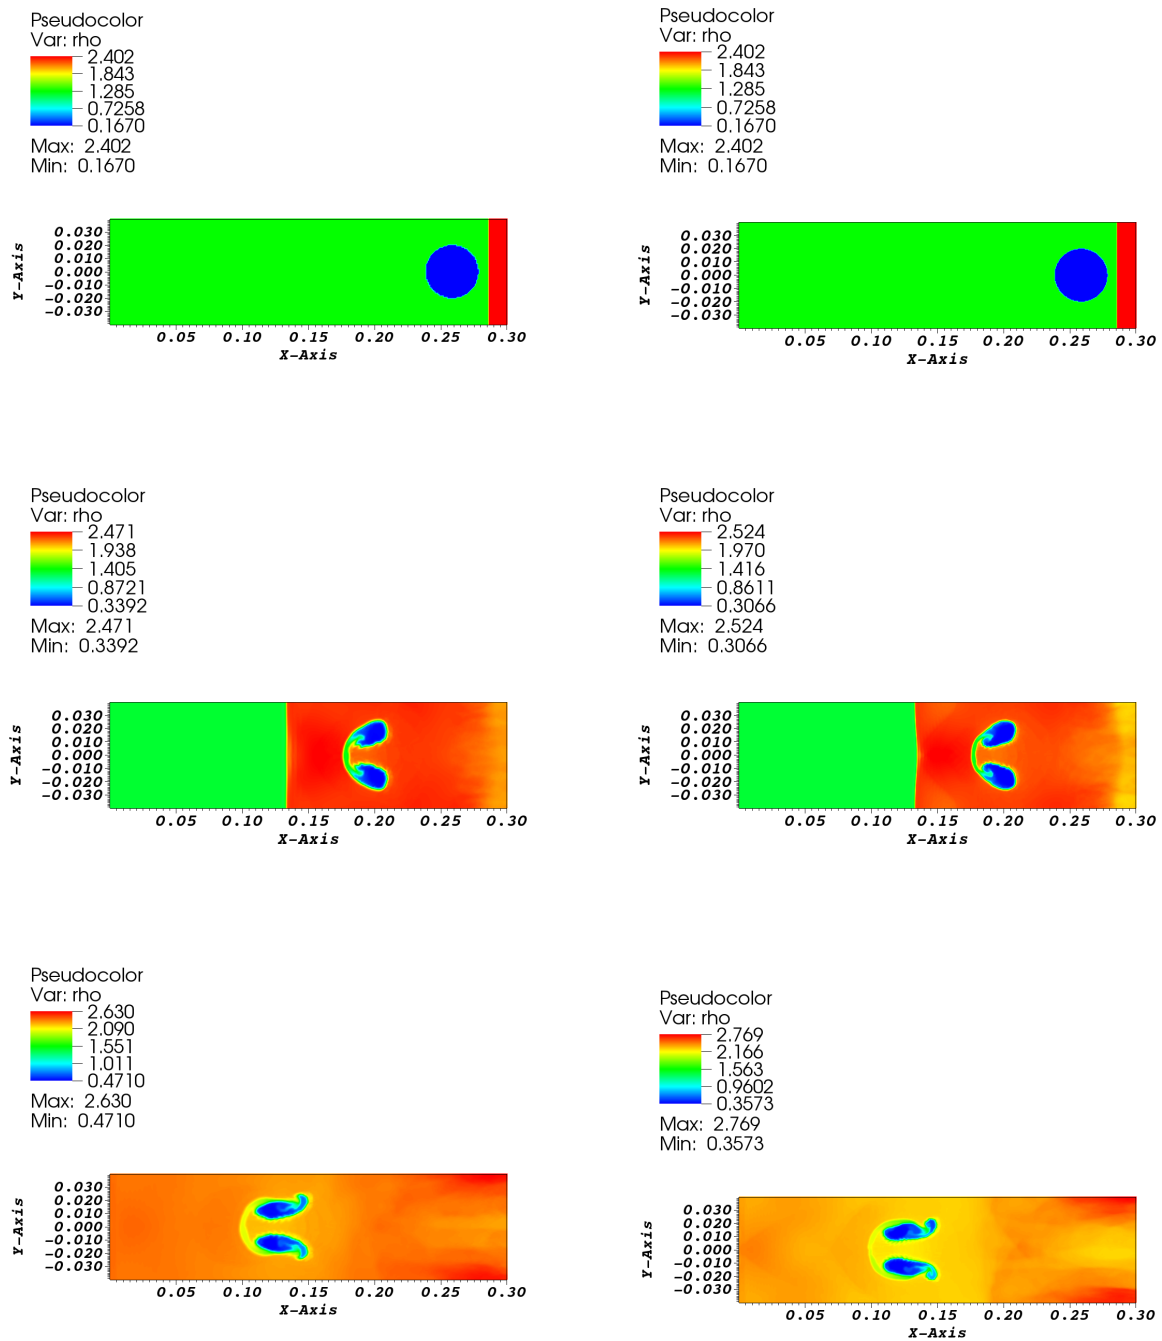 Pseudocolor
Var: rho
2.402
1.843
1.285
0.7258
0.1670
Max: 2.402
Min: 0.1670
0.030
0.020
0.010
0.000
-0.010
-0.020
-0.030
Y-Axis
0.05 0.10 0.15 0.20 0.25 0.30
X-Axis
Pseudocolor
Var: rho
2.402
1.843
1.285
0.7258
0.1670
Max: 2.402
Min: 0.1670
0.030
0.020
0.010
0.000
-0.010
-0.020
-0.030
Y-Axis
0.05 0.10 0.15 0.20 0.25 0.30
X-Axis
Pseudocolor
Var: rho
2.471
1.938
1.405
0.8721
0.3392
Max: 2.471
Min: 0.3392
0.030
0.020
0.010
0.000
-0.010
-0.020
-0.030
Y-Axis
0.05 0.10 0.15 0.20 0.25 0.30
X-Axis
Pseudocolor
Var: rho
2.524
1.970
1.416
0.8611
0.3066
Max: 2.524
Min: 0.3066
0.030
0.020
0.010
0.000
-0.010
-0.020
-0.030
Y-Axis
0.05 0.10 0.15 0.20 0.25 0.30
X-Axis
Pseudocolor
Var: rho
2.630
2.090
1.551
1.011
0.4710
Max: 2.630
Min: 0.4710
0.030
0.020
0.010
0.000
-0.010
-0.020
-0.030
Y-Axis
0.05 0.10 0.15 0.20 0.25 0.30
X-Axis
Pseudocolor
Var: rho
2.769
2.166
1.563
0.9602
0.3573
Max: 2.769
Min: 0.3573
0.030
0.020
0.010
0.000
-0.010
-0.020
-0.030
Y-Axis
0.05 0.10 0.15 0.20 0.25 0.30
X-Axis